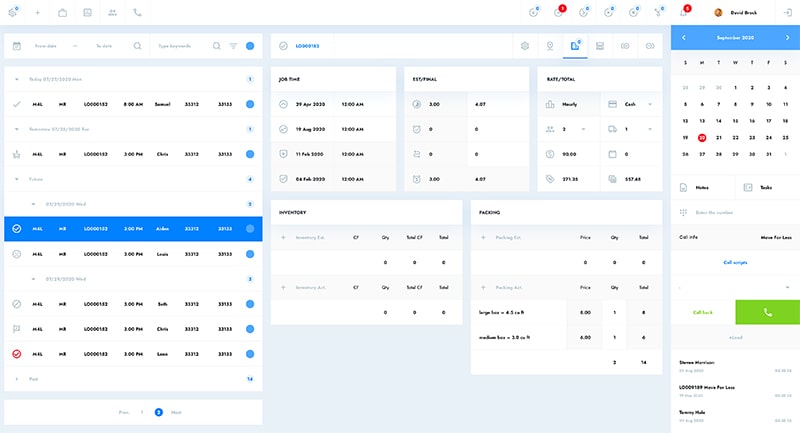 0 0 5 0 0 0 5 David Brock
From date — To date Type keywords
Today 07/27/2020 Mon 1
M4L MR LO000152 8:00 AM Samuel 33312 33133
Tomorrow 07/28/2020 Tue 1
M4L MR LO000152 3:00 PM Chris 33312 33133
Future 4
07/29/2020 Wed 2
M4L MR LO000152 3:00 PM Aiden 33312 33133
M4L MR LO000152 3:00 PM Louis 33312 33133
07/29/2020 Wed 3
M4L MR LO000152 3:00 PM Seth 33312 33133
M4L MR LO000152 3:00 PM Chris 33312 33133
M4L MR LO000152 3:00 PM Leon 33312 33133
Past 14
Prev 1 2 Next
LO009182 0
JOB TIME
29 Apr 2020 12:00 AM
19 Aug 2020 12:00 AM
11 Feb 2020 12:00 AM
04 Feb 2020 12:00 AM
EST/FINAL
3.00 4.07
0 0
0 0
3.00 4.07
RATE/TOTAL
Hourly Cash
2 1
90.00 0
271.35 557.48
INVENTORY
+ Inventory Est. CF Qty Total CF Total
0 0 0
+ Inventory Act. CF Qty Total CF Total
0 0 0
PACKING
+ Packing Est. Price Qty Total
0 0 0
+ Packing Act. Price Qty Total
large box = 4.5 cu ft 8.00 1 8
medium box = 3.0 cu ft 6.00 1 6
2 14
September 2020
S M T W T F S
28 29 30 1 2 3 4
5 6 7 8 9 10 11
12 13 14 15 16 17 18
19 20 21 22 23 24 25
26 27 28 29 30 31 1
Notes Tasks
Enter the number
Call info Move For Less
Call scripts
-
Call back
+Lead
Steven Morrison
LO009189 Move For Less
Tommy Hale